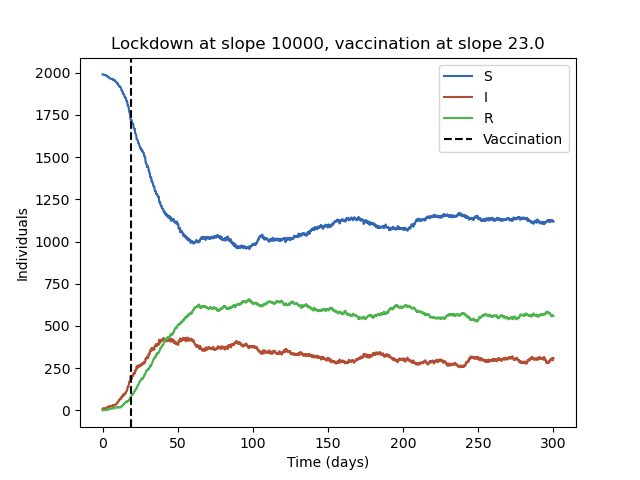 Lockdown at slope 10000, vaccination at slope 23.0
2000
1750
1500
1250
1000
750
500
250
0
Individuals
S
I
R
Vaccination
0 50 100 150 200 250 300
Time (days)